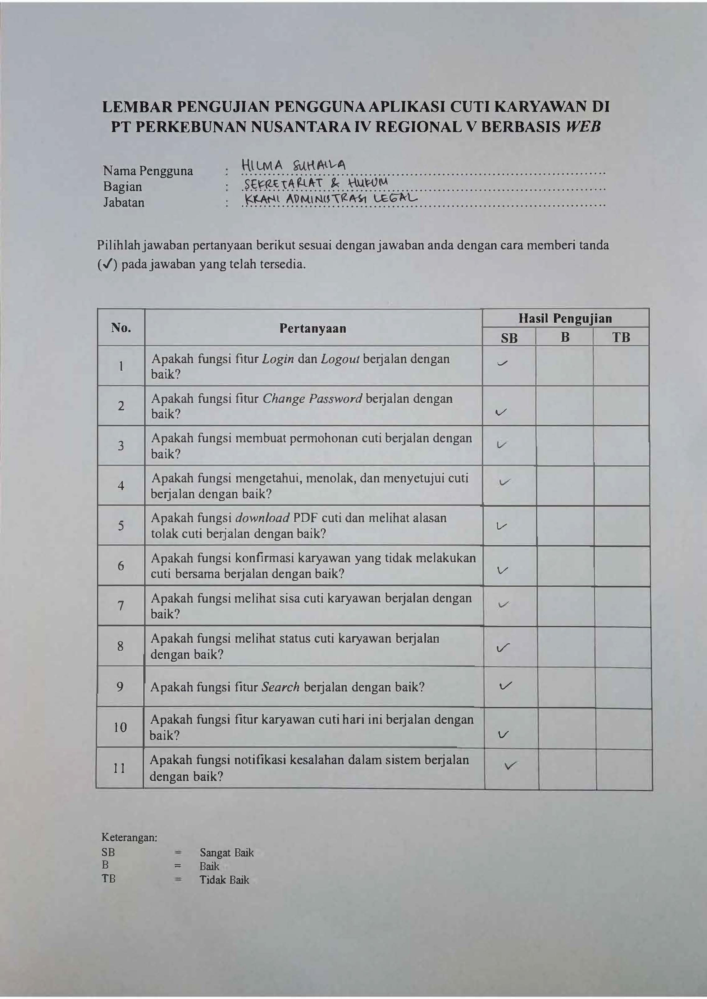 LEMBAR PENGUJIAN PENGGUNA APLIKASI CUTI KARYAWAN DI
PT PERKEBUNAN NUSANTARA IV REGIONAL V BERBASIS WEB
Nama Pengguna : HILMA SUHAILA
Bagian : SEKRETARIAT & HUKUM
Jabatan : KRANI ADMINISTRASI LEGAL
Pilihlah jawaban pertanyaan berikut sesuai dengan jawaban anda dengan cara memberi tanda
(✓) pada jawaban yang telah tersedia.
No. Pertanyaan Hasil Pengujian
SB B TB
1 Apakah fungsi fitur Login dan Logout berjalan dengan ✓
baik?
2 Apakah fungsi fitur Change Password berjalan dengan
baik? ✓
3 Apakah fungsi membuat permohonan cuti berjalan dengan ✓
baik?
4 Apakah fungsi mengetahui, menolak, dan menyetujui cuti ✓
berjalan dengan baik?
5 Apakah fungsi download PDF cuti dan melihat alasan ✓
tolak cuti berjalan dengan baik?
6 Apakah fungsi konfirmasi karyawan yang tidak melakukan
cuti bersama berjalan dengan baik? ✓
7 Apakah fungsi melihat sisa cuti karyawan berjalan dengan ✓
baik?
8 Apakah fungsi melihat status cuti karyawan berjalan ✓
dengan baik?
9 Apakah fungsi fitur Search berjalan dengan baik? ✓
10 Apakah fungsi fitur karyawan cuti hari ini berjalan dengan
baik? ✓
11 Apakah fungsi notifikasi kesalahan dalam sistem berjalan ✓
dengan baik?
Keterangan:
SB = Sangat Baik
B = Baik
TB = Tidak Baik